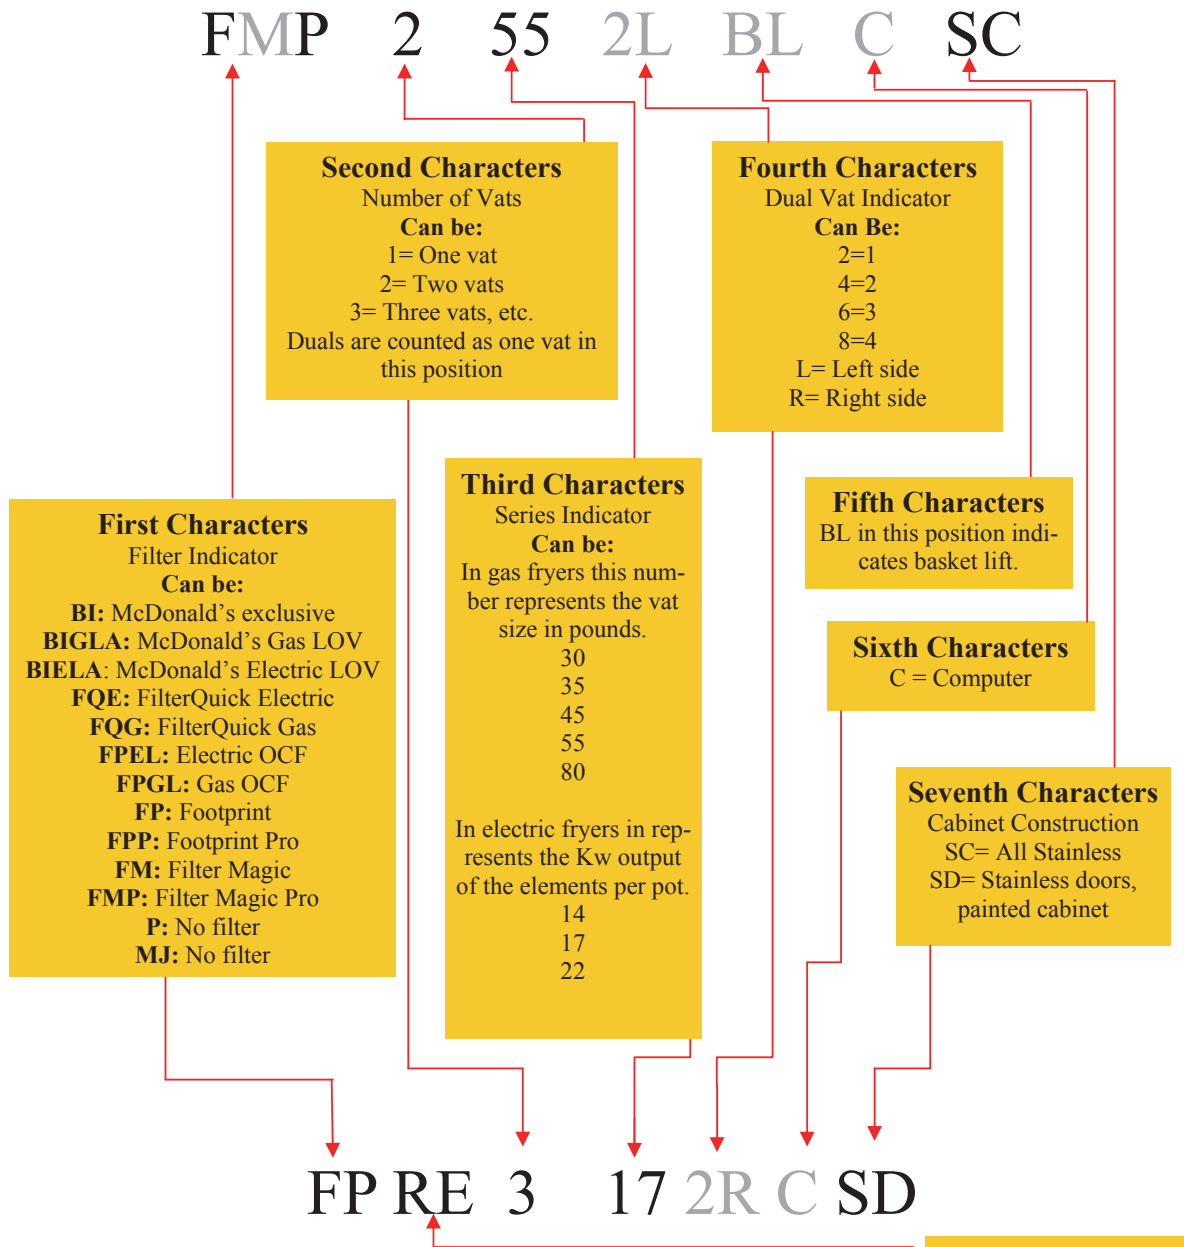 FMP 2 55 2L BL C SC
Second Characters
Number of Vats
Can be:
1= One vat
2= Two vats
3= Three vats, etc.
Duals are counted as one vat in
this position
Fourth Characters
Dual Vat Indicator
Can Be:
2=1
4=2
6=3
8=4
L= Left side
R= Right side
First Characters
Filter Indicator
Can be:
BI: McDonald’s exclusive
BIGLA: McDonald’s Gas LOV
BIELA: McDonald’s Electric LOV
FQE: FilterQuick Electric
FQG: FilterQuick Gas
FPEL: Electric OCF
FPGL: Gas OCF
FP: Footprint
FPP: Footprint Pro
FM: Filter Magic
FMP: Filter Magic Pro
P: No filter
MJ: No filter
Third Characters
Series Indicator
Can be:
In gas fryers this num-
ber represents the vat
size in pounds.
30
35
45
55
80
In electric fryers in rep-
resents the Kw output
of the elements per pot.
14
17
22
Fifth Characters
BL in this position indi-
cates basket lift.
Sixth Characters
C = Computer
Seventh Characters
Cabinet Construction
SC= All Stainless
SD= Stainless doors,
painted cabinet
FP RE 3 17 2R C SD